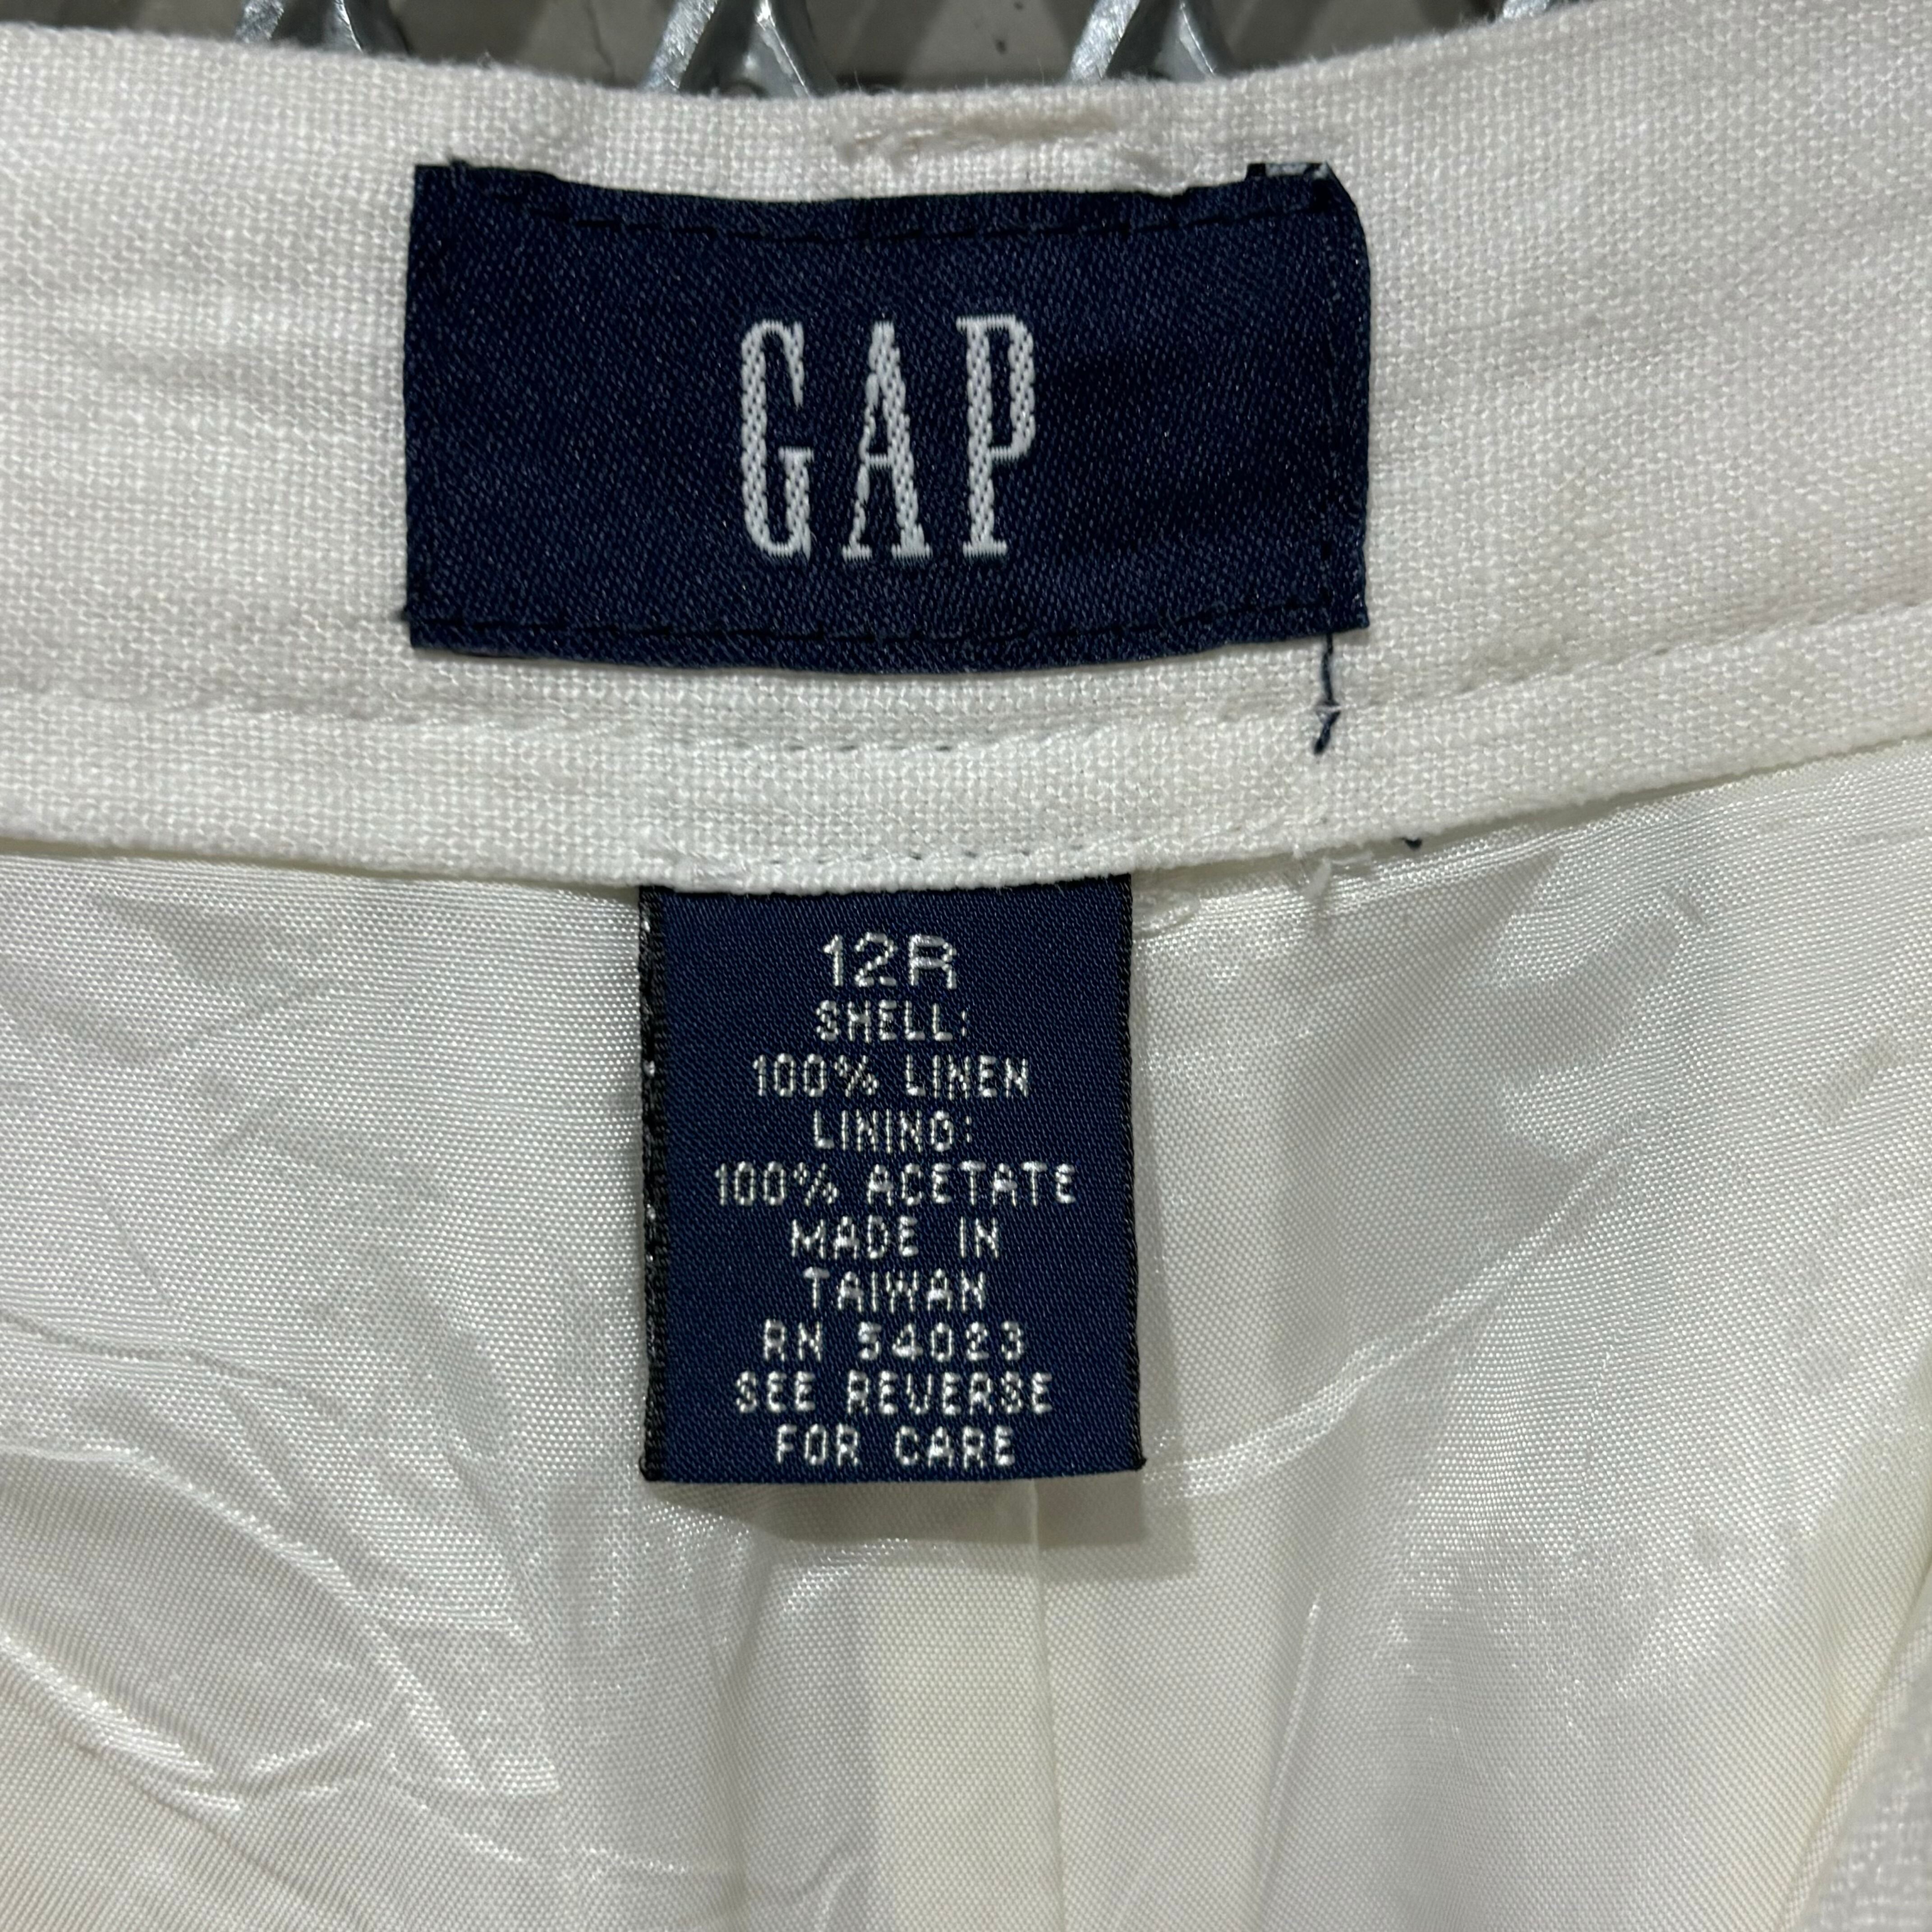 GAP
12R
SHELL:
100% LINEN
LINING:
100% ACETATE
MADE IN
TAIWAN
RN 54023
SEE REVERSE
FOR CARE